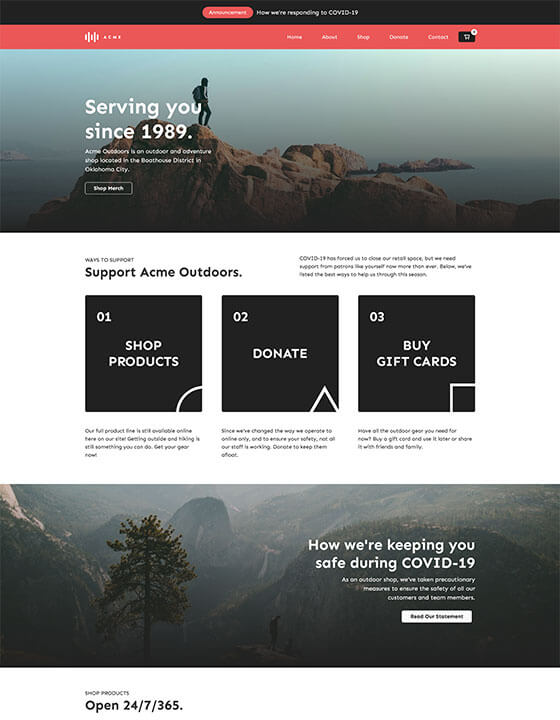 Announcement How we're responding to COVID-19
ACME Home About Shop Donate Contact
Serving you
since 1989.
Acme Outdoors is an outdoor and adventure
shop located in the Boathouse District in
Oklahoma City.
Shop Merch
WAYS TO SUPPORT
Support Acme Outdoors.
COVID-19 has forced us to close our retail space, but we need
support from patrons like yourself now more than ever. Below, we've
listed the best ways to help us through this season.
01
SHOP
PRODUCTS
Our full product line is still available online
here on our site! Getting outside and hiking is
still something you can do. Get your gear
now!
02
DONATE
Since we've changed the way we operate to
online only, and to ensure your safety, not all
our staff is working. Donate to keep them
afloat.
03
BUY
GIFT CARDS
Have all the outdoor gear you need for
now? Buy a gift card and use it later or share
it with friends and family.
How we're keeping you
safe during COVID-19
As an outdoor shop, we've taken precautionary
measures to ensure the safety of all our
customers and team members.
Read Our Statement
SHOP PRODUCTS
Open 24/7/365.